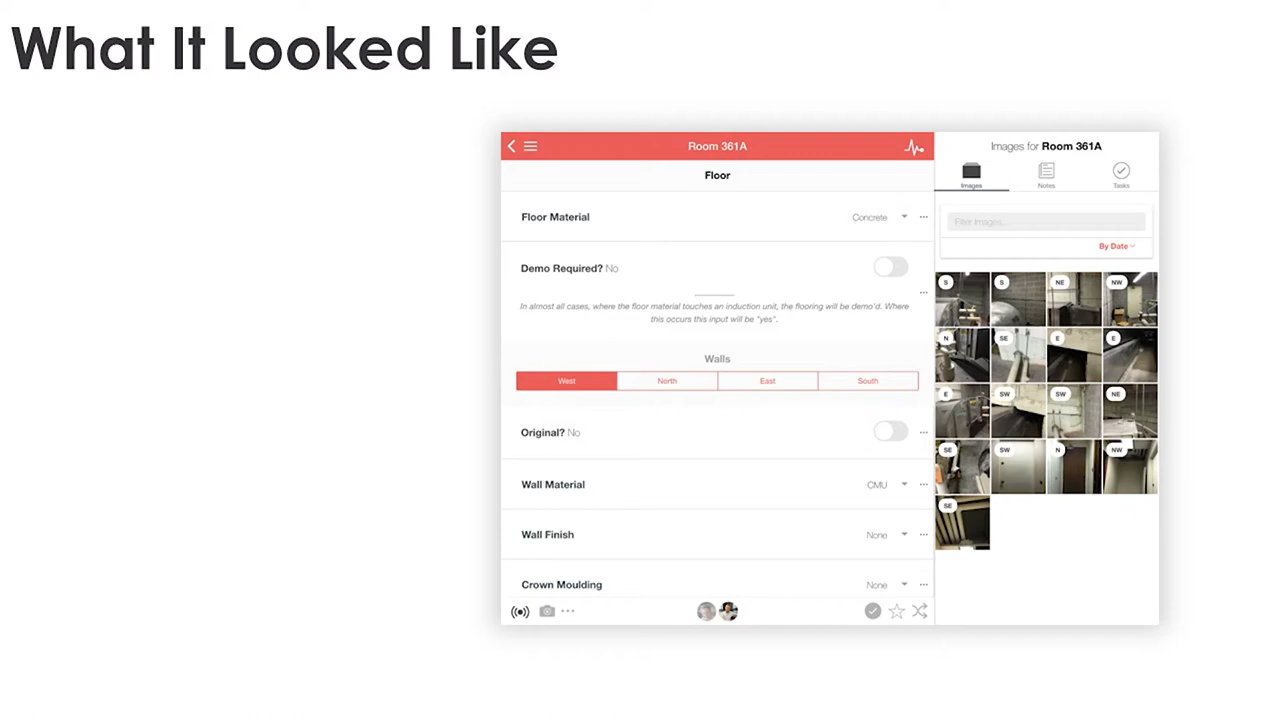 What It Looked Like
Room 361A
Floor
Floor Material
Concrete
Demo Required? No
In almost all cases, where the floor material touches an induction unit, the flooring will be demo'd. Where
this occurs this input will be "yes".
Walls
West North East South
Original? No
Wall Material
CMU
Wall Finish
None
Crown Moulding
None
Images for Room 361A
Images Notes Tasks
Filter Images...
By Date
S S NE NW
N SE E E
E SW SW NE
SE SW N NW
SE